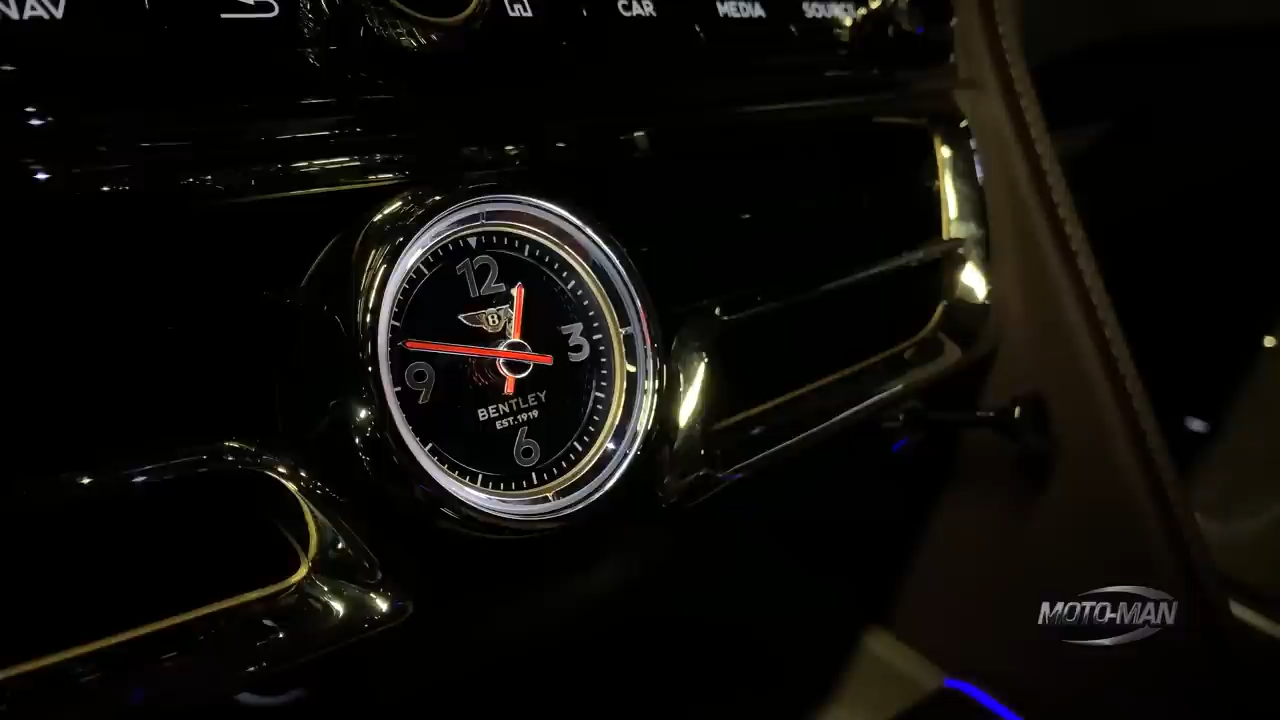 NAV
CAR
MEDIA
SOURCE
12
B
3
9
BENTLEY
EST.1919
6
MOTO-MAN